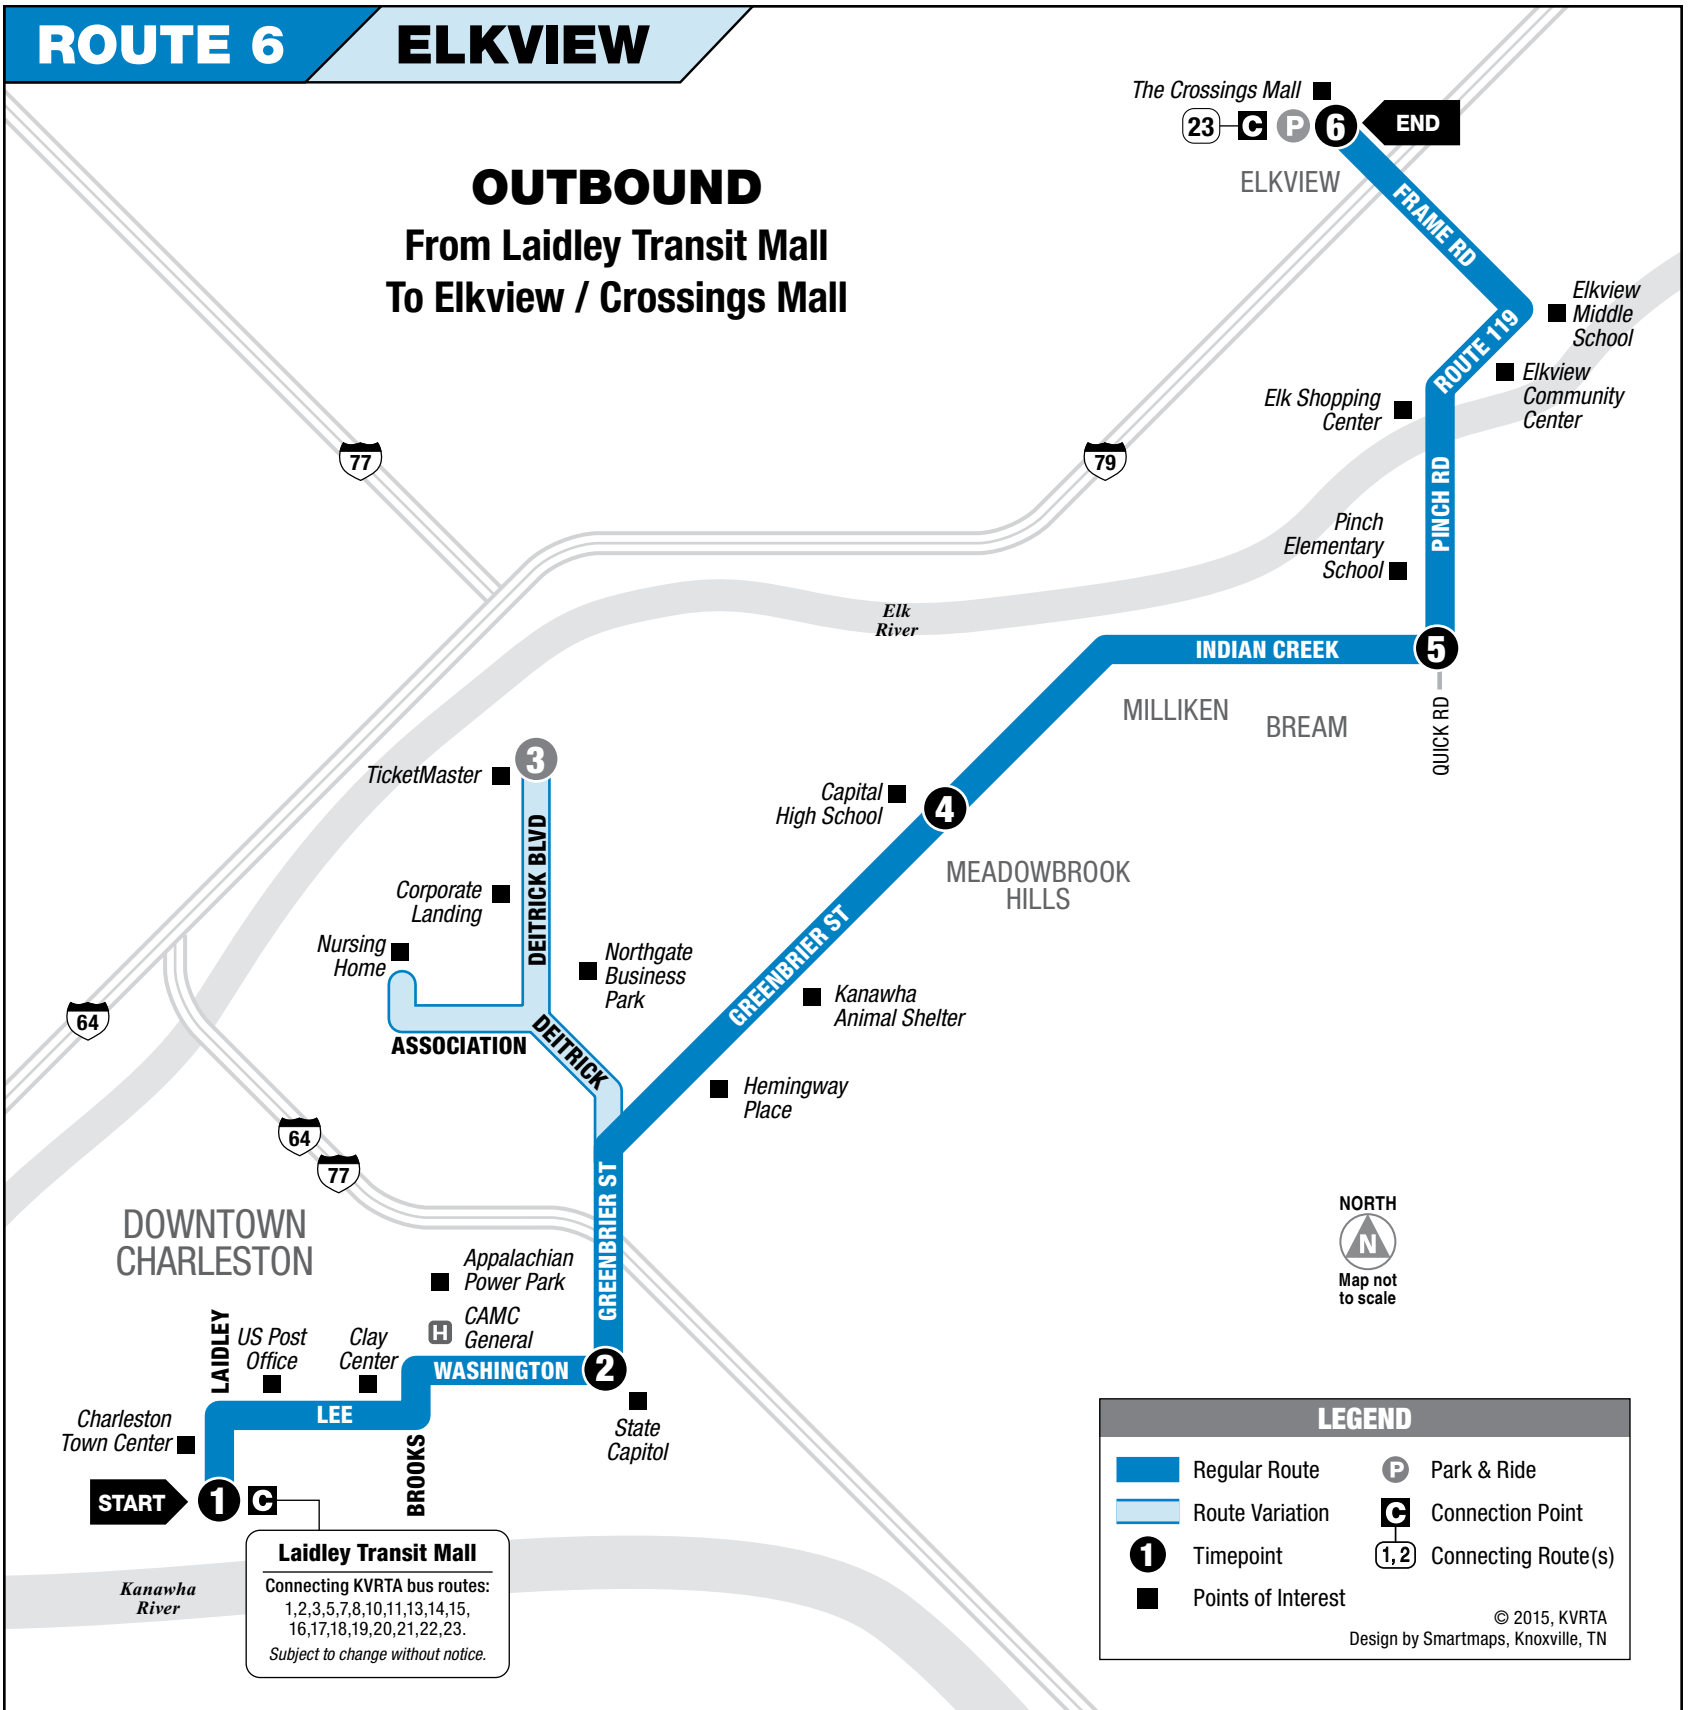 ROUTE 6
ELKVIEW
OUTBOUND
From Laidley Transit Mall
To Elkview / Crossings Mall
The Crossings Mall
23
C
P
6
END
ELKVIEW
FRAME RD
Elkview
Middle
School
ROUTE 119
Elkview
Community
Center
Elk Shopping
Center
77
79
PINCH RD
Pinch
Elementary
School
Elk
River
INDIAN CREEK
5
QUICK RD
MILLIKEN
BREAM
3
TicketMaster
Capital
High School
4
MEADOWBROOK
HILLS
DEITRICK BLVD
Corporate
Landing
Nursing
Home
Northgate
Business
Park
GREENBRIER ST
Kanawha
Animal Shelter
64
ASSOCIATION
DEITRICK
Hemingway
Place
64
77
GREENBRIER ST
DOWNTOWN
CHARLESTON
NORTH
N
Map not
to scale
Appalachian
Power Park
H
CAMC
General
LAIDLEY
US Post
Office
Clay
Center
WASHINGTON
2
LEE
State
Capitol
Charleston
Town Center
BROOKS
START
1
C
Laidley Transit Mall
Connecting KVRTA bus routes:
1,2,3,5,7,8,10,11,13,14,15,
16,17,18,19,20,21,22,23.
Subject to change without notice.
Kanawha
River
LEGEND
Regular Route
P
Park & Ride
Route Variation
C
Connection Point
1
Timepoint
1,2
Connecting Route(s)
Points of Interest
© 2015, KVRTA
Design by Smartmaps, Knoxville, TN